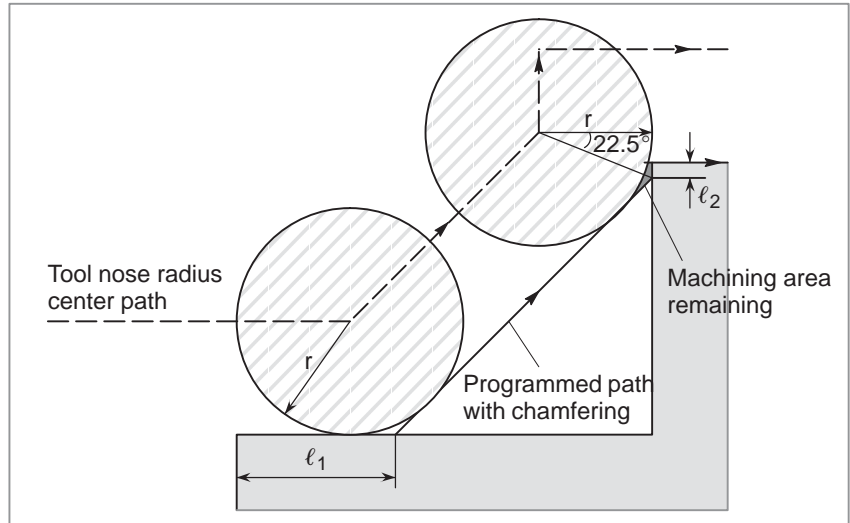 r
22.5°
ℓ2
Tool nose radius
center path
Machining area
remaining
r
Programmed path
with chamfering
ℓ1